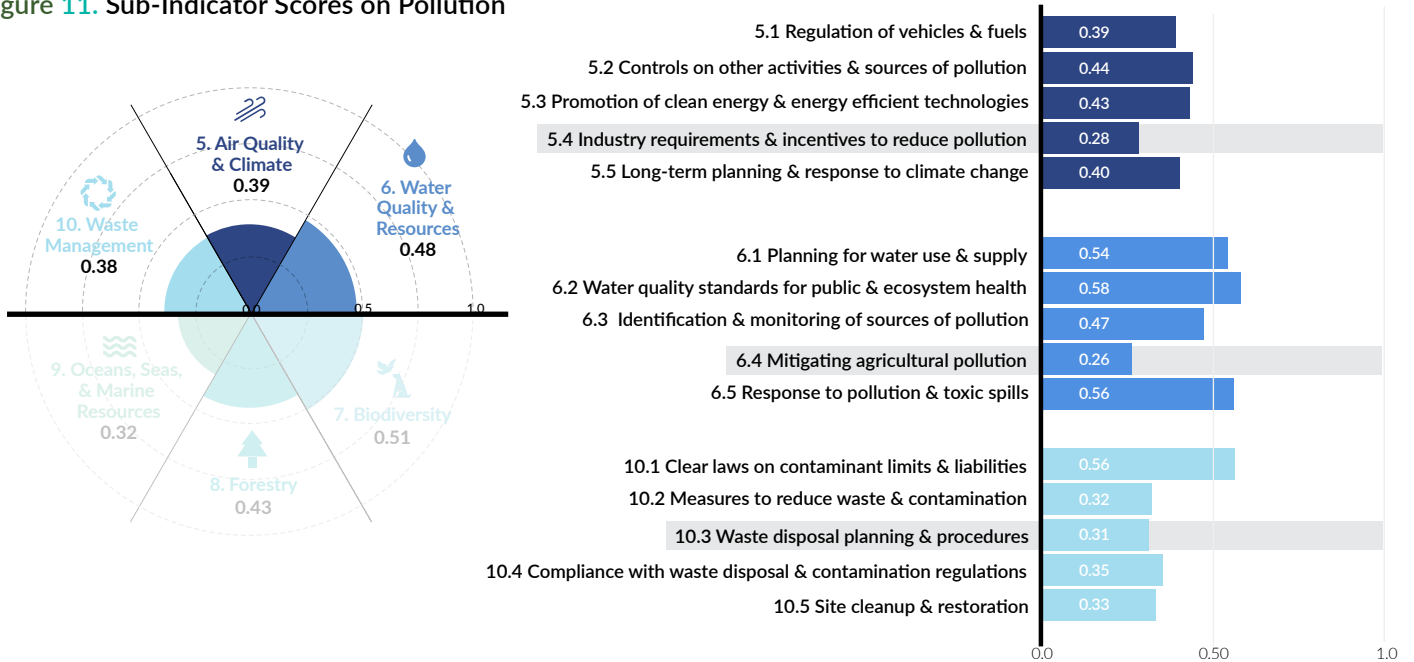 gure 11. Sub-Indicator Scores on Pollution
5. Air Quality
& Climate
0.39
6. Water
Quality &
Resources
0.48
10. Waste
Management
0.38
0.0
0.5
1.0
9. Oceans, Seas,
& Marine
Resources
0.32
7. Biodiversity
0.51
8. Forestry
0.43
5.1 Regulation of vehicles & fuels 0.39
5.2 Controls on other activities & sources of pollution 0.44
5.3 Promotion of clean energy & energy efficient technologies 0.43
5.4 Industry requirements & incentives to reduce pollution 0.28
5.5 Long-term planning & response to climate change 0.40
6.1 Planning for water use & supply 0.54
6.2 Water quality standards for public & ecosystem health 0.58
6.3 Identification & monitoring of sources of pollution 0.47
6.4 Mitigating agricultural pollution 0.26
6.5 Response to pollution & toxic spills 0.56
10.1 Clear laws on contaminant limits & liabilities 0.56
10.2 Measures to reduce waste & contamination 0.32
10.3 Waste disposal planning & procedures 0.31
10.4 Compliance with waste disposal & contamination regulations 0.35
10.5 Site cleanup & restoration 0.33
0.0 0.50 1.0